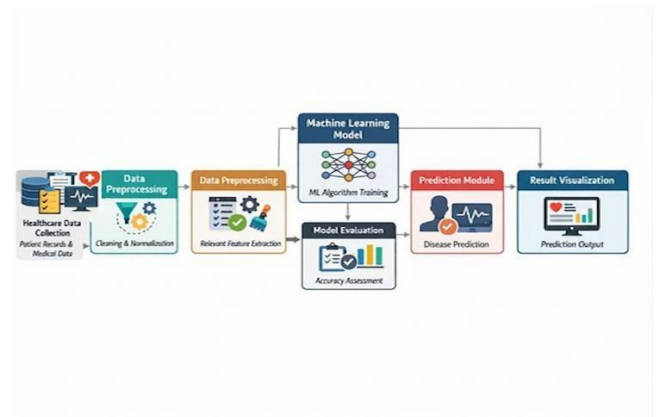 Healthcare Data
Collection
Patient Records &
Medical Data
Data
Preprocessing
Cleaning & Normalization
Data Preprocessing
Relevant Feature Extraction
Machine Learning
Model
ML Algorithm Training
Model Evaluation
Accuracy Assessment
Prediction Module
Disease Prediction
Result Visualization
Prediction Output